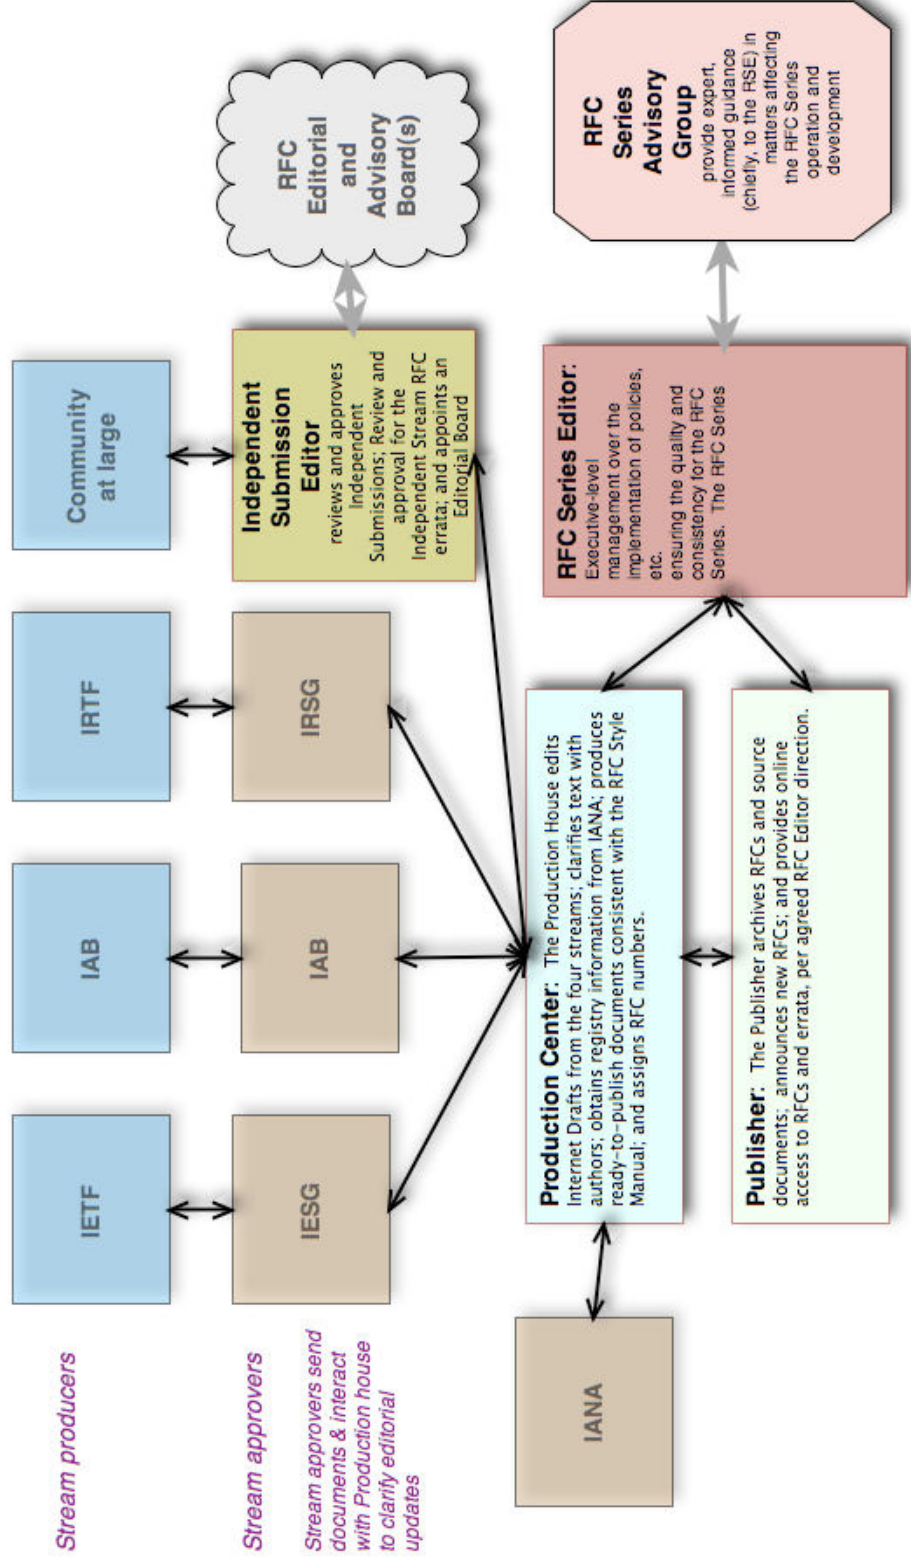 Stream producers
IETF
IAB
IRTF
Community
at large
Stream approvers
Stream approvers send
documents & interact
with Production house
to clarify editorial
updates
IESG
IAB
IRSG
Independent
Submission
Editor
reviews and approves
Independent
Submissions; Review and
approval for the
Independent Stream RFC
errata; and appoints an
Editorial Board
RFC
Editorial
and
Advisory
Board(s)
IANA
Production Center: The Production House edits
Internet Drafts from the four streams; clarifies text with
authors; obtains registry information from IANA; produces
ready-to-publish documents consistent with the RFC Style
Manual; and assigns RFC numbers.
Publisher: The Publisher archives RFCs and source
documents; announces new RFCs; and provides online
access to RFCs and errata, per agreed RFC Editor direction.
RFC Series Editor:
Executive-level
management over the
implementation of policies,
etc.
ensuring the quality and
consistency for the RFC
Series. The RFC Series
RFC
Series
Advisory
Group
provide expert,
informed guidance
(chiefly, to the RSE) in
matters affecting
the RFC Series
operation and
development